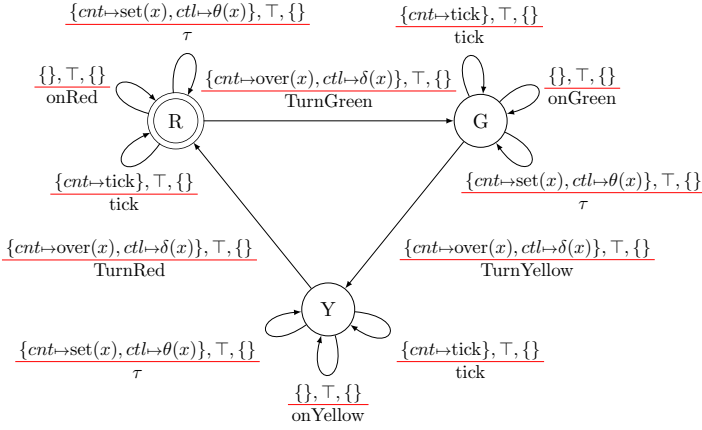 {cnt↦set(x), ctl↦θ(x)}, ⊤, {}
τ
{cnt↦tick}, ⊤, {}
tick
{}, ⊤, {}
onRed
{cnt↦over(x), ctl↦δ(x)}, ⊤, {}
TurnGreen
{}, ⊤, {}
onGreen
R
G
{cnt↦tick}, ⊤, {}
tick
{cnt↦set(x), ctl↦θ(x)}, ⊤, {}
τ
{cnt↦over(x), ctl↦δ(x)}, ⊤, {}
TurnRed
{cnt↦over(x), ctl↦δ(x)}, ⊤, {}
TurnYellow
Y
{cnt↦set(x), ctl↦θ(x)}, ⊤, {}
τ
{cnt↦tick}, ⊤, {}
tick
{}, ⊤, {}
onYellow